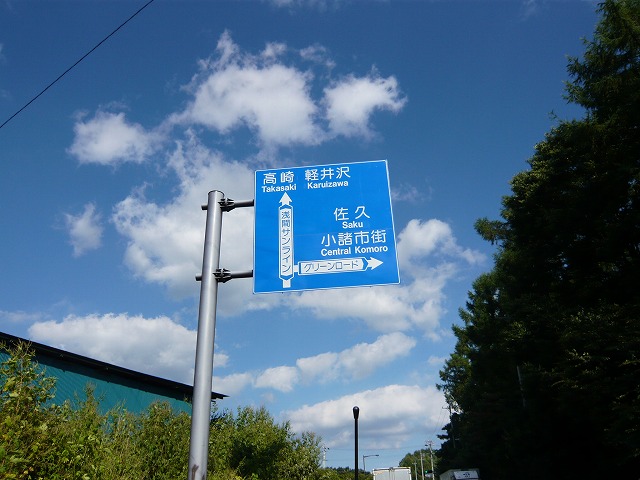 高崎 軽井沢
Takasaki Karuizawa
浅間サンライン
佐久
Saku
小諸市街
Central Komoro
グリーンロード